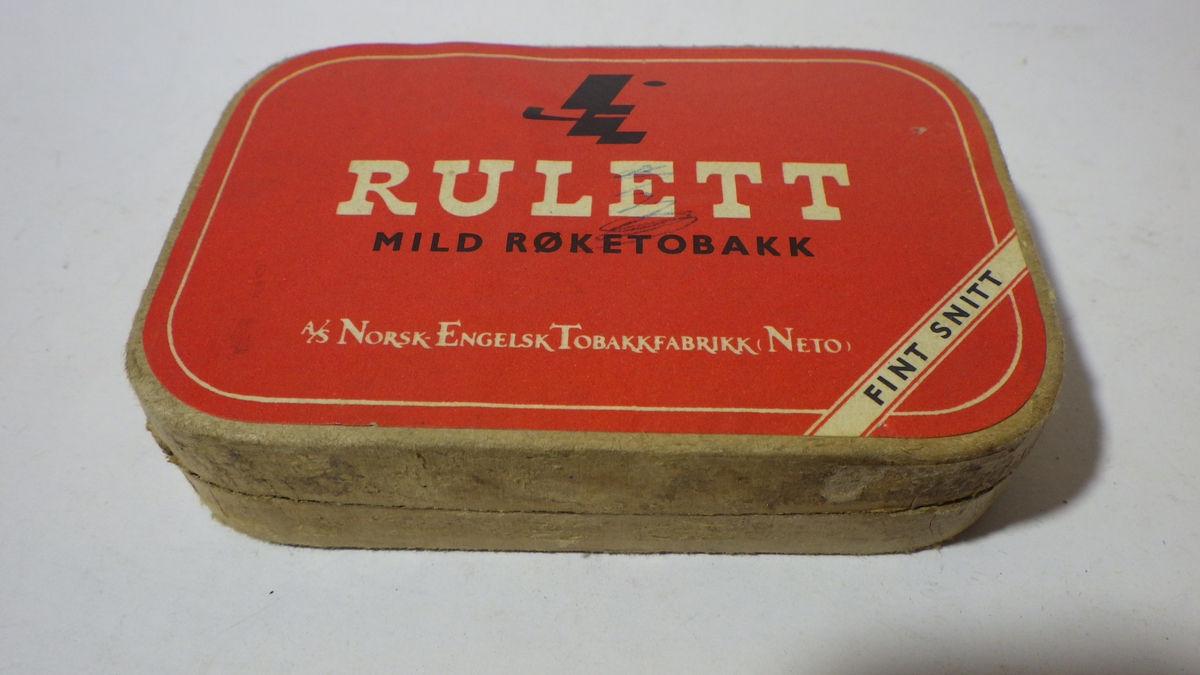 RULETT
MILD RØKETOBAKK
A/S NORSK-ENGELSK TOBAKKFABRIKK (NETO)
FINT SNITT